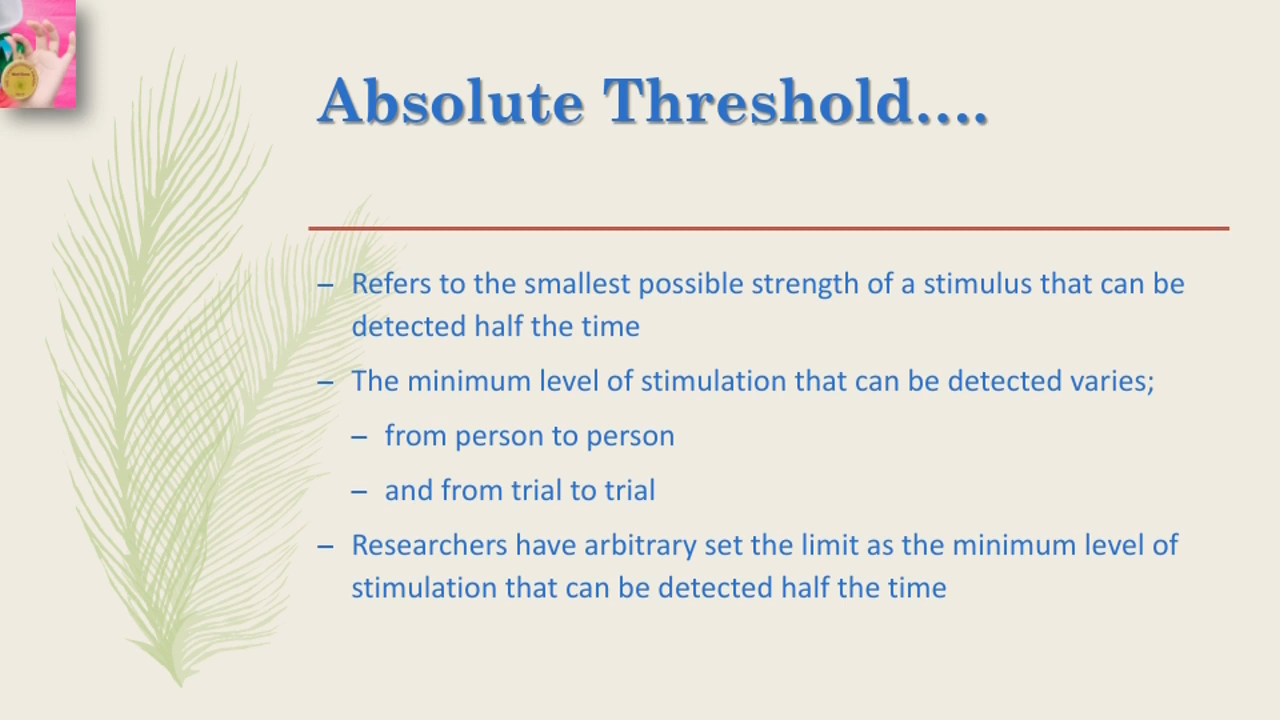 Absolute Threshold....
– Refers to the smallest possible strength of a stimulus that can be
detected half the time
– The minimum level of stimulation that can be detected varies;
– from person to person
– and from trial to trial
– Researchers have arbitrary set the limit as the minimum level of
stimulation that can be detected half the time